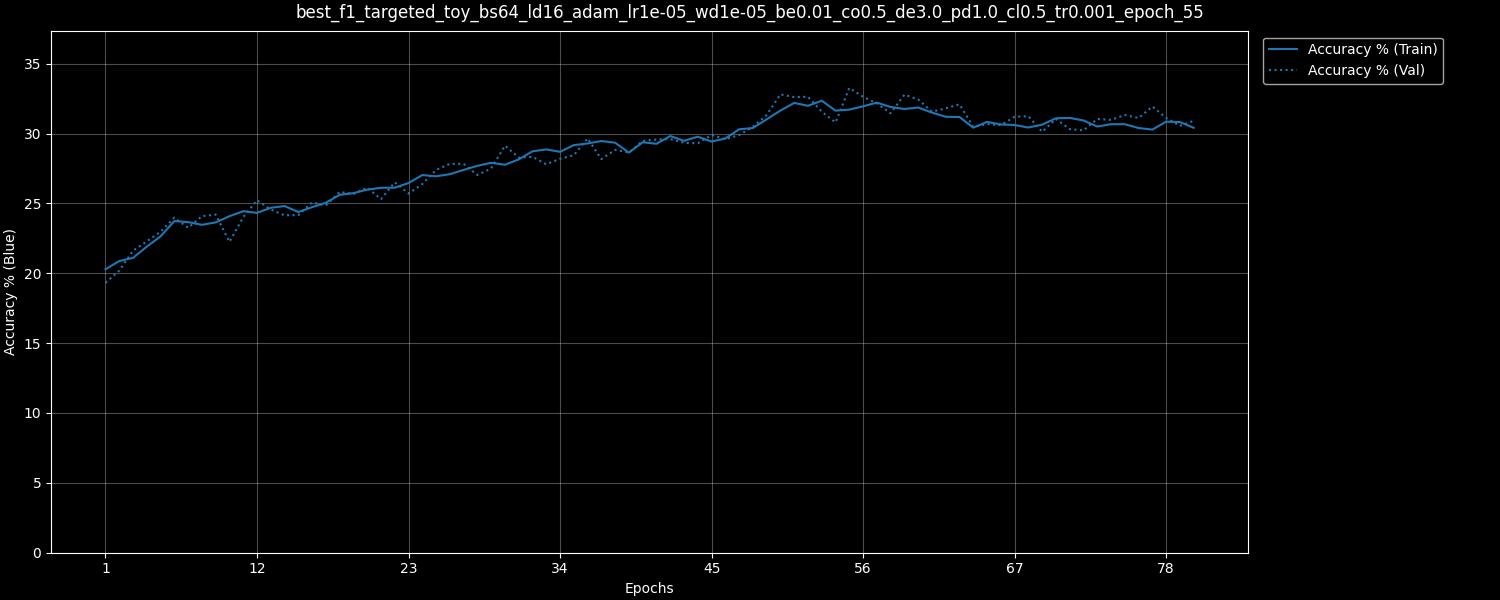 best_f1_targeted_toy_bs64_ld16_adam_lr1e-05_wd1e-05_be0.01_co0.5_de3.0_pd1.0_cl0.5_tr0.001_epoch_55
Accuracy % (Train)
Accuracy % (Val)
Accuracy % (Blue)
35
30
25
20
15
10
5
0
1 12 23 34 45 56 67 78
Epochs